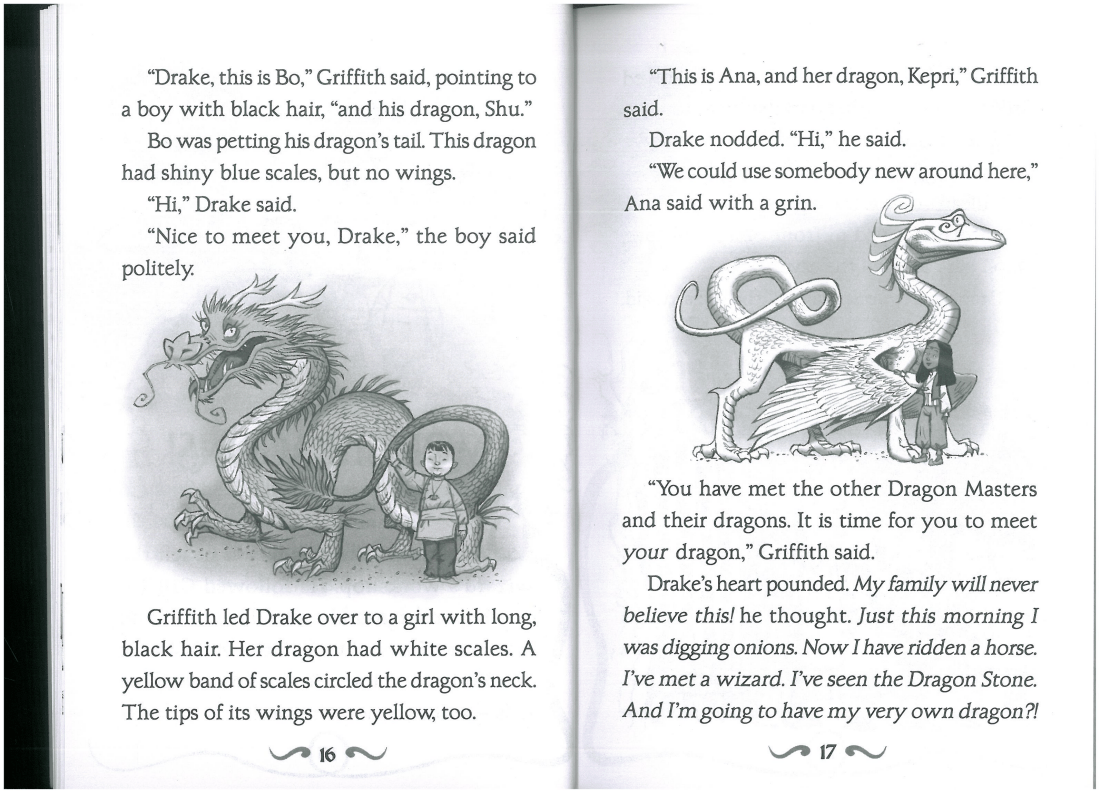 “Drake, this is Bo,” Griffith said, pointing to
a boy with black hair, “and his dragon, Shu.”
Bo was petting his dragon’s tail. This dragon
had shiny blue scales, but no wings.
“Hi,” Drake said.
“Nice to meet you, Drake,” the boy said
politely.
Griffith led Drake over to a girl with long,
black hair. Her dragon had white scales. A
yellow band of scales circled the dragon’s neck.
The tips of its wings were yellow, too.
16
“This is Ana, and her dragon, Kepri,” Griffith
said.
Drake nodded. “Hi,” he said.
“We could use somebody new around here,”
Ana said with a grin.
“You have met the other Dragon Masters
and their dragons. It is time for you to meet
your dragon,” Griffith said.
Drake’s heart pounded. My family will never
believe this! he thought. Just this morning I
was digging onions. Now I have ridden a horse.
I’ve met a wizard. I’ve seen the Dragon Stone.
And I’m going to have my very own dragon?!
17